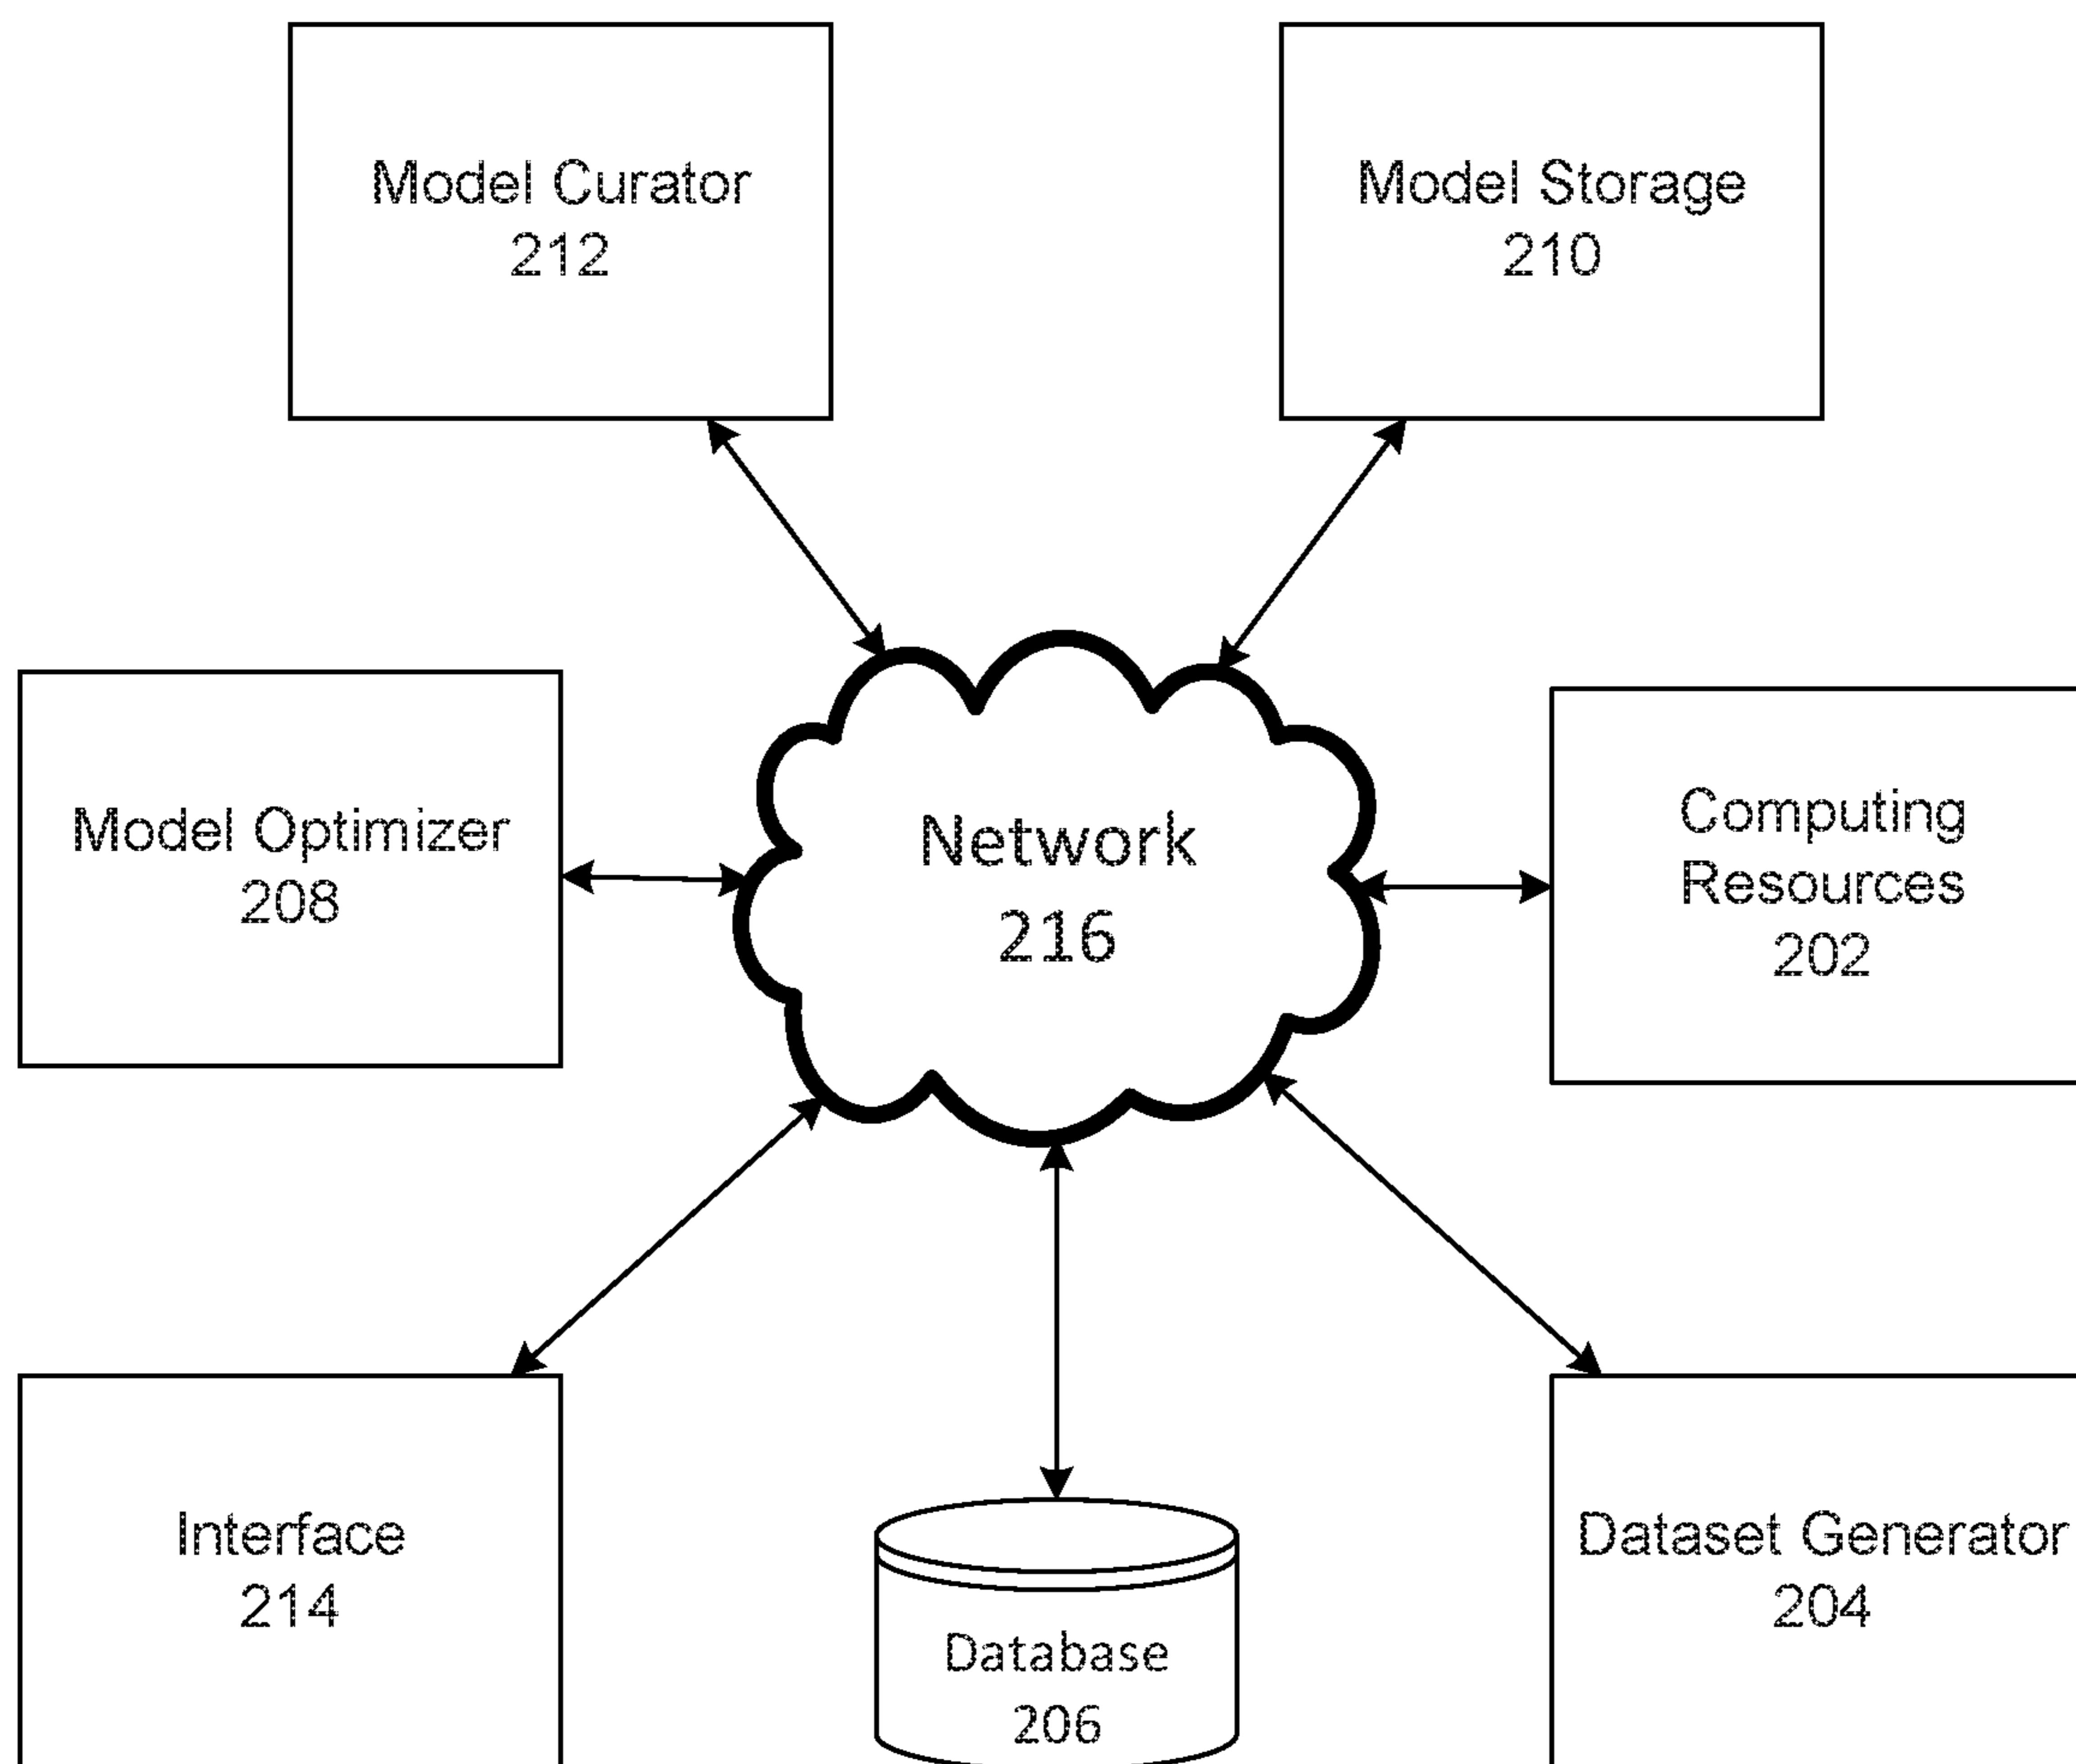 Model Curator
212
Model Storage
210
Model Optimizer
208
Network
216
Computing
Resources
202
Interface
214
Database
206
Dataset Generator
204